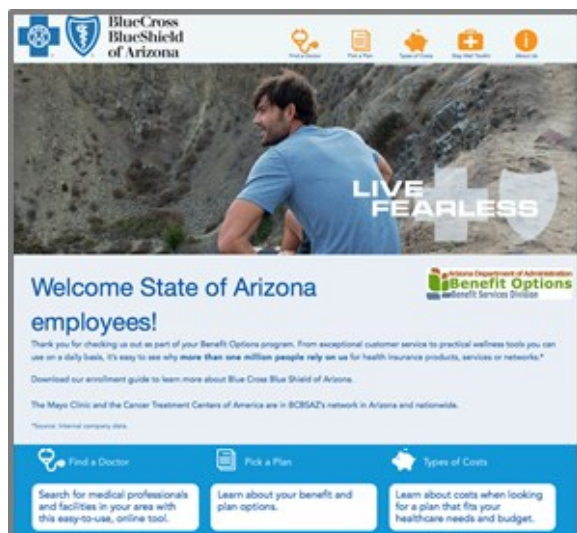 BlueCross
BlueShield
of Arizona
Find a Doctor
Pick a Plan
Types of Costs
Stay Well Toolkit
About Us
LIVE
FEARLESS
Welcome State of Arizona
employees!
Arizona Department of Administration
Benefit Options
Benefit Services Division
Thank you for checking us out as part of your Benefit Options program. From exceptional customer service to practical wellness tools you can
use on a daily basis, it's easy to see why more than one million people rely on us for health insurance products, services or networks.*
Download our enrollment guide to learn more about Blue Cross Blue Shield of Arizona.
The Mayo Clinic and the Cancer Treatment Centers of America are in BCBSAZ's network in Arizona and nationwide.
*Source: Internal company data.
Find a Doctor
Pick a Plan
Types of Costs
Search for medical professionals
and facilities in your area with
this easy-to-use, online tool.
Learn about your benefit and
plan options.
Learn about costs when looking
for a plan that fits your
healthcare needs and budget.